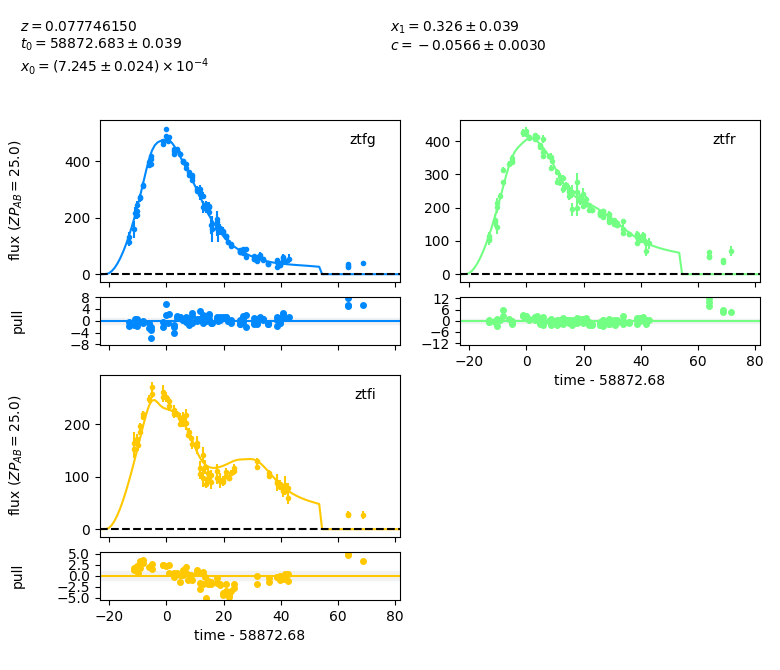 z = 0.077746150
t₀ = 58872.683 ± 0.039
x₀ = (7.245 ± 0.024) × 10⁻⁴
x₁ = 0.326 ± 0.039
c = −0.0566 ± 0.0030
flux (ZP_AB = 25.0)
400
200
0
ztfg
8
4
0
−4
−8
pull
400
300
200
100
0
ztfr
12
6
0
−6
−12
−20 0 20 40 60 80
time - 58872.68
flux (ZP_AB = 25.0)
200
100
0
ztfi
5.0
2.5
0.0
−2.5
−5.0
pull
−20 0 20 40 60 80
time - 58872.68